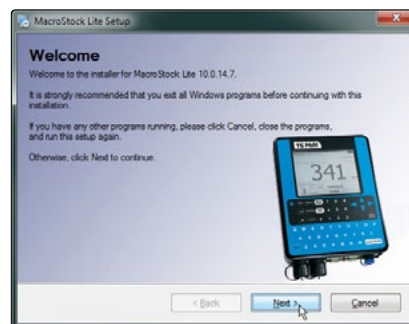 MacroStock Lite Setup
Welcome
Welcome to the installer for MacroStock Lite 10.0.14.7.
It is strongly recommended that you exit all Windows programs before continuing with this
installation.
If you have any other programs running, please click Cancel, close the programs,
and run this setup again.
Otherwise, click Next to continue.
341
< Back
Next >
Cancel